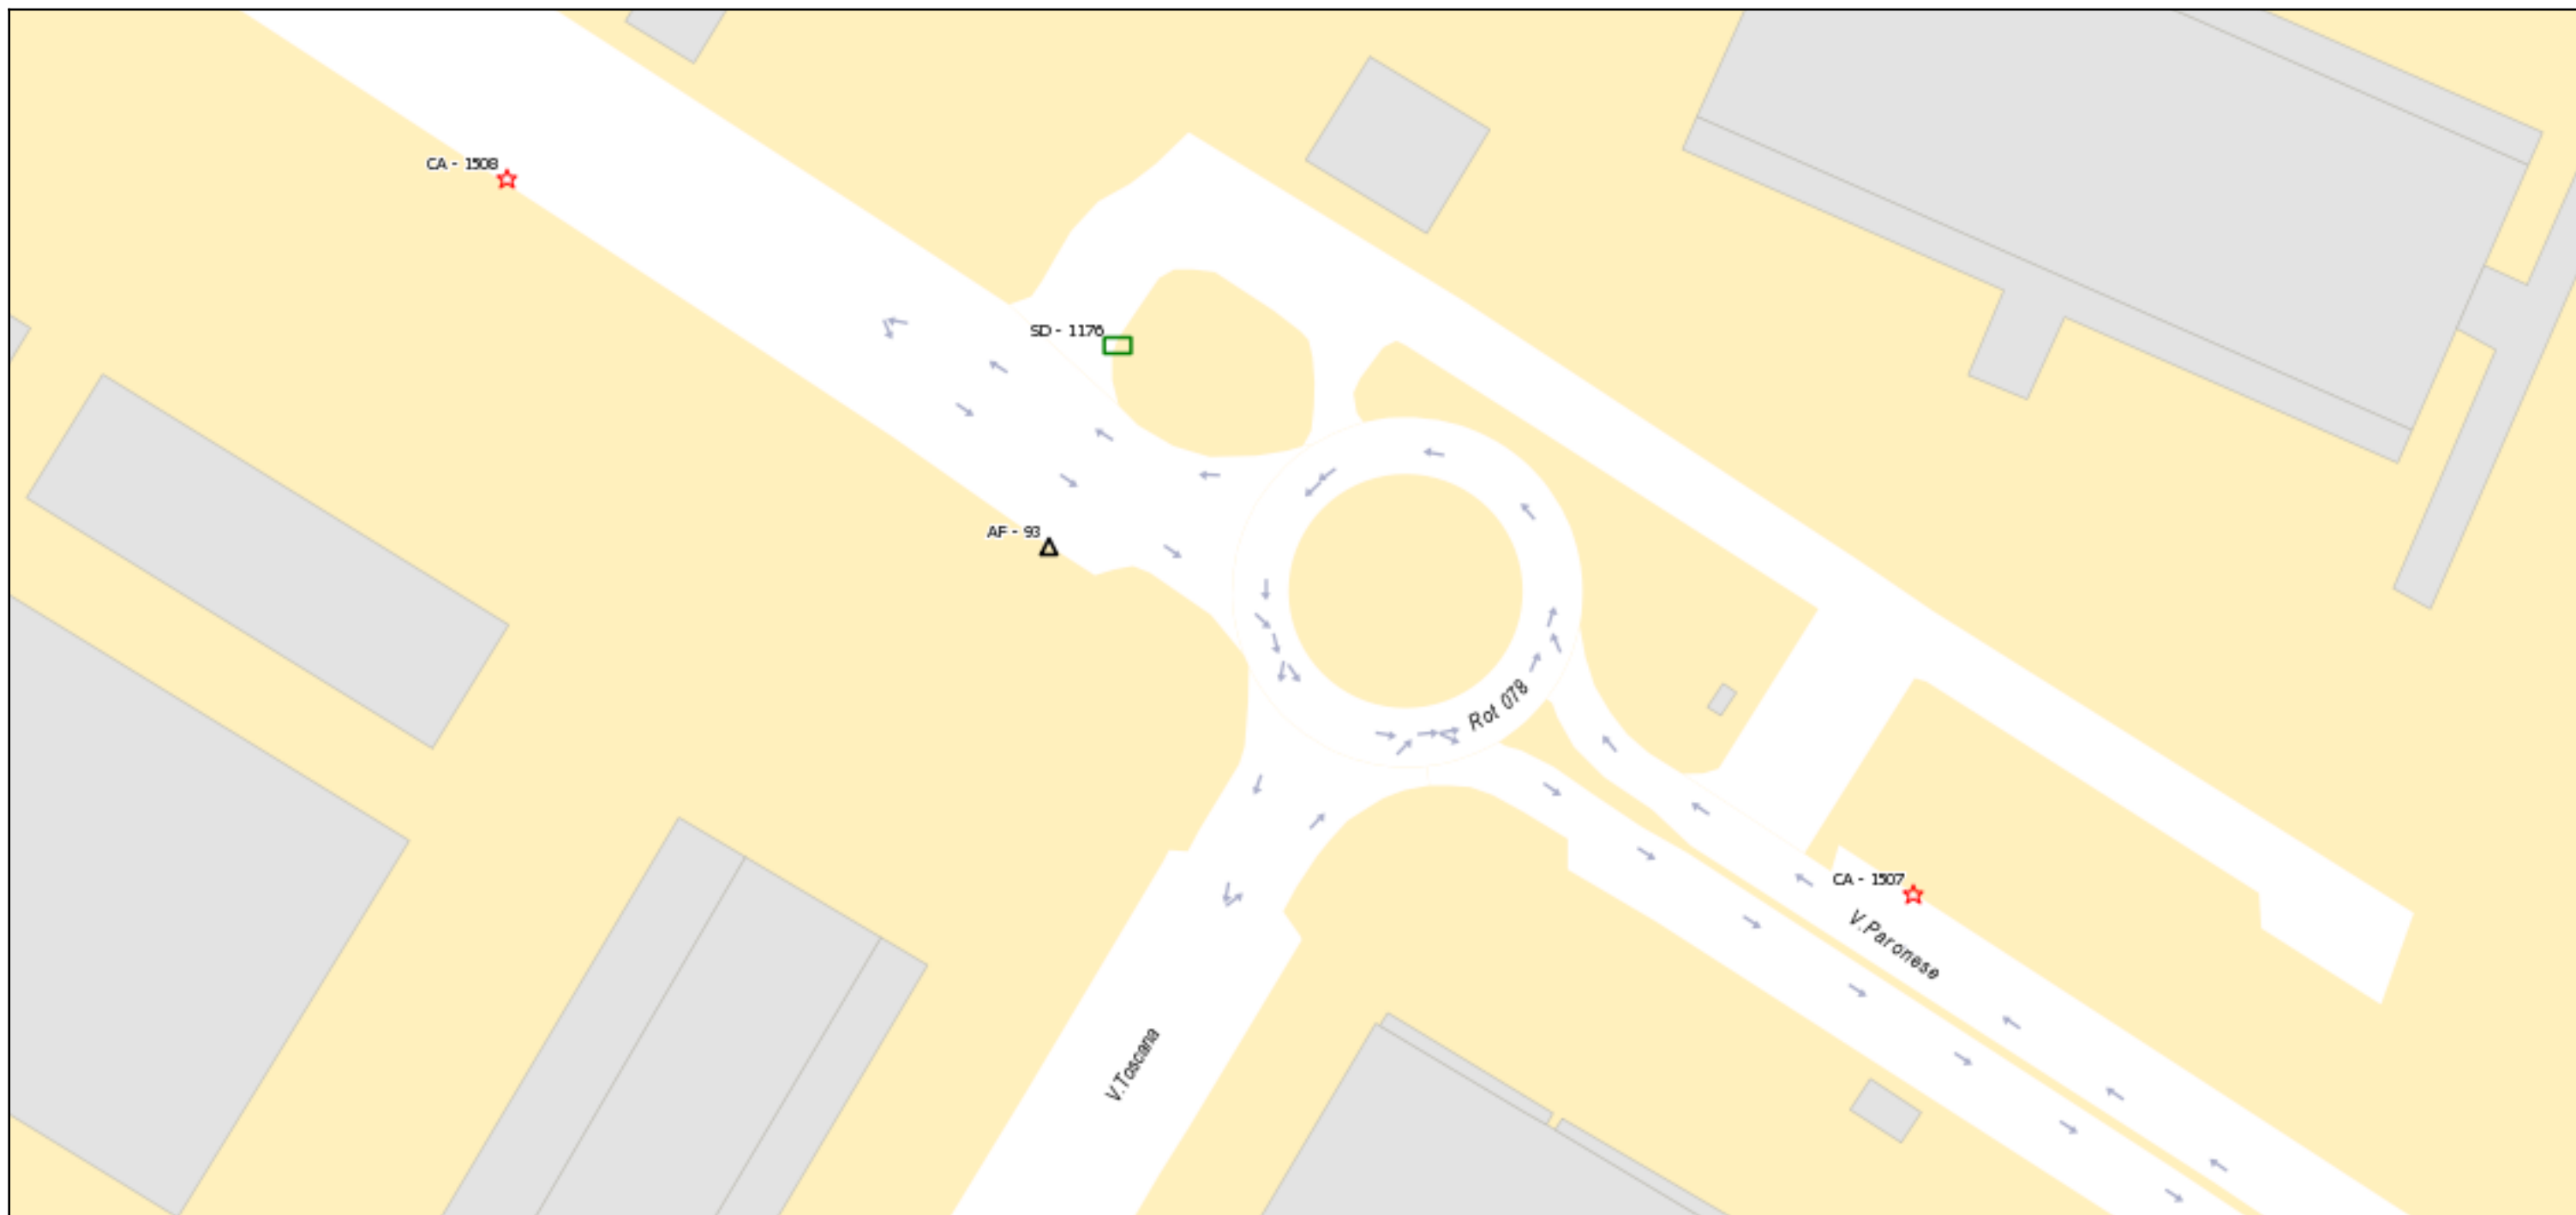 CA - 1508
SD - 1176
AF - 93
Rot 078
CA - 1507
V.Paronese
V.Toscana